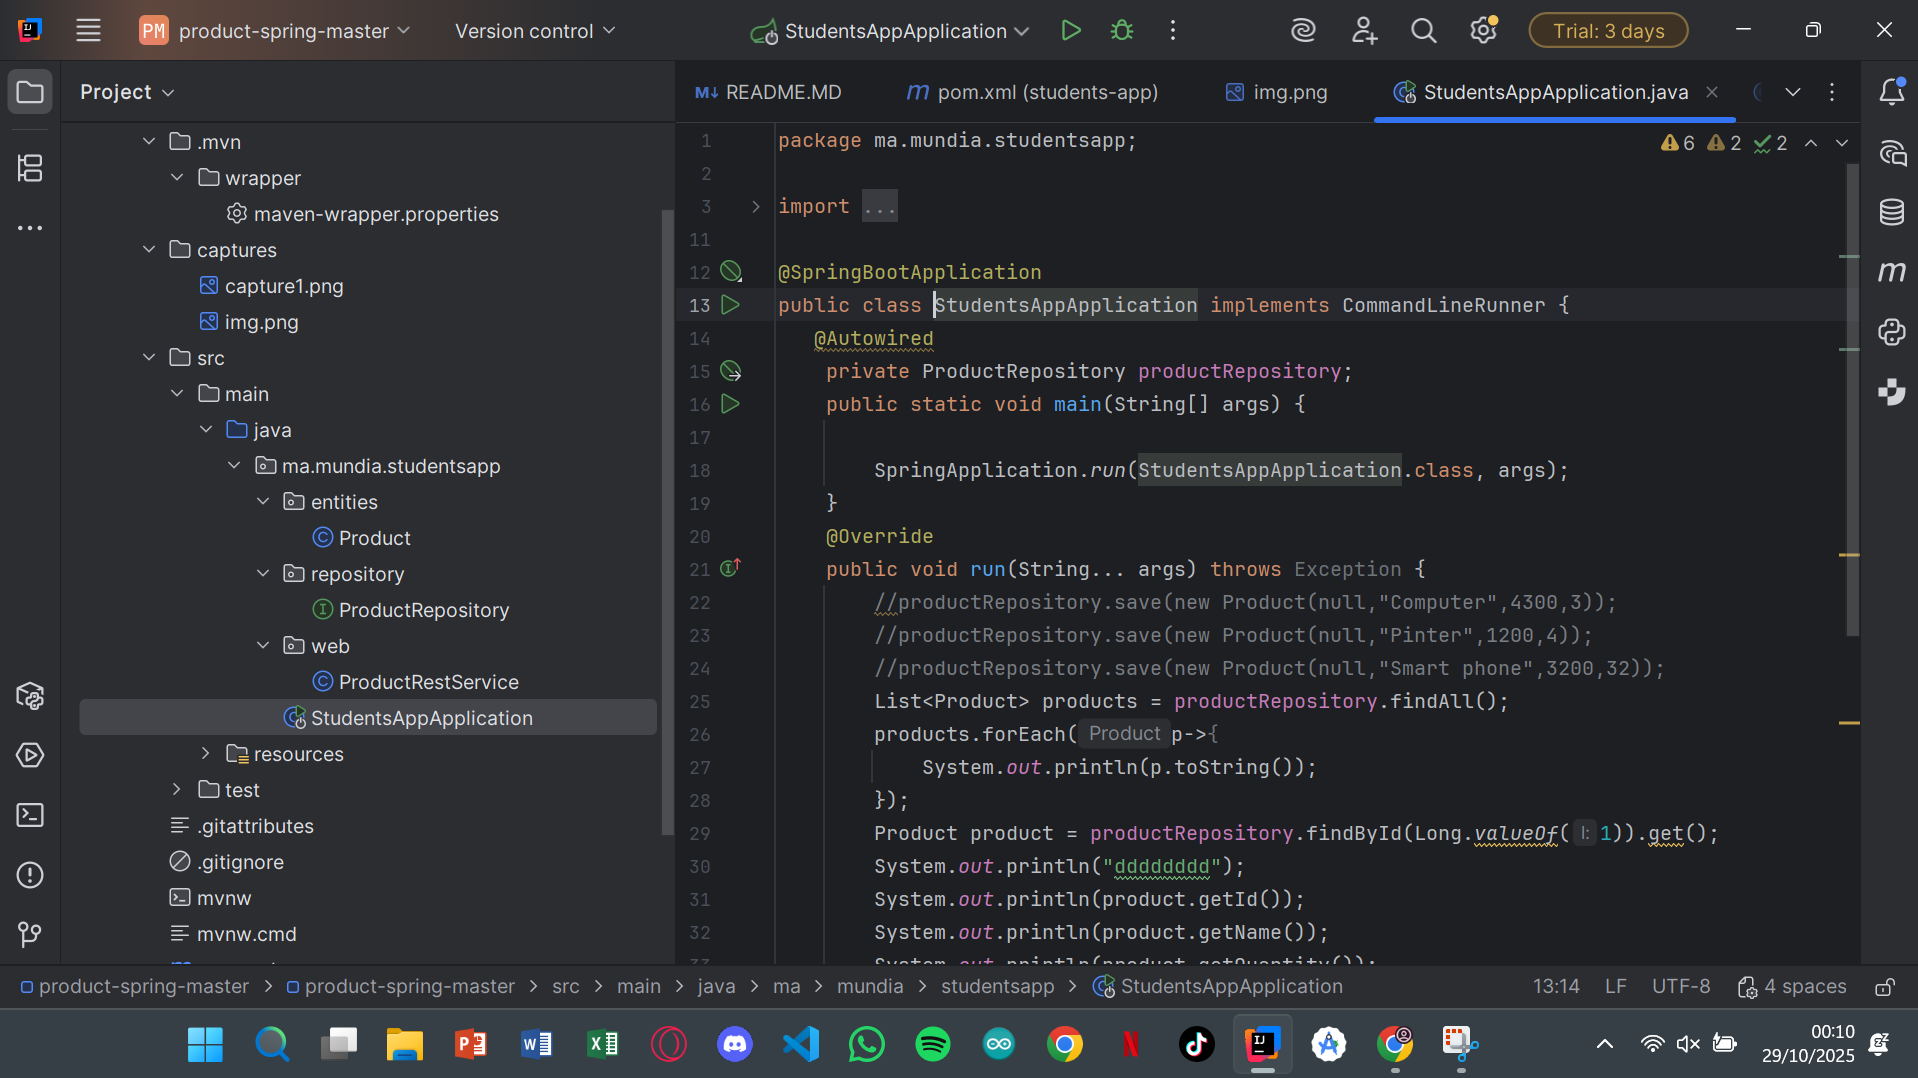 PM product-spring-master Version control StudentsAppApplication Trial: 3 days
Project
README.MD pom.xml (students-app) img.png StudentsAppApplication.java
.mvn
wrapper
maven-wrapper.properties
captures
capture1.png
img.png
src
main
java
ma.mundia.studentsapp
entities
Product
repository
ProductRepository
web
ProductRestService
StudentsAppApplication
resources
test
.gitattributes
.gitignore
mvnw
mvnw.cmd
6 2 2
1 package ma.mundia.studentsapp;
2
3 import ...
11
12 @SpringBootApplication
13 public class StudentsAppApplication implements CommandLineRunner {
14 @Autowired
15 private ProductRepository productRepository;
16 public static void main(String[] args) {
17
18 SpringApplication.run(StudentsAppApplication.class, args);
19 }
20 @Override
21 public void run(String... args) throws Exception {
22 //productRepository.save(new Product(null,"Computer",4300,3));
23 //productRepository.save(new Product(null,"Pinter",1200,4));
24 //productRepository.save(new Product(null,"Smart phone",3200,32));
25 List<Product> products = productRepository.findAll();
26 products.forEach( Product p->{
27 System.out.println(p.toString());
28 });
29 Product product = productRepository.findById(Long.valueOf( l: 1)).get();
30 System.out.println("dddddddd");
31 System.out.println(product.getId());
32 System.out.println(product.getName());
33 System.out.println(product.getQuantity());
product-spring-master > product-spring-master > src > main > java > ma > mundia > studentsapp > StudentsAppApplication 13:14 LF UTF-8 4 spaces
00:10
29/10/2025